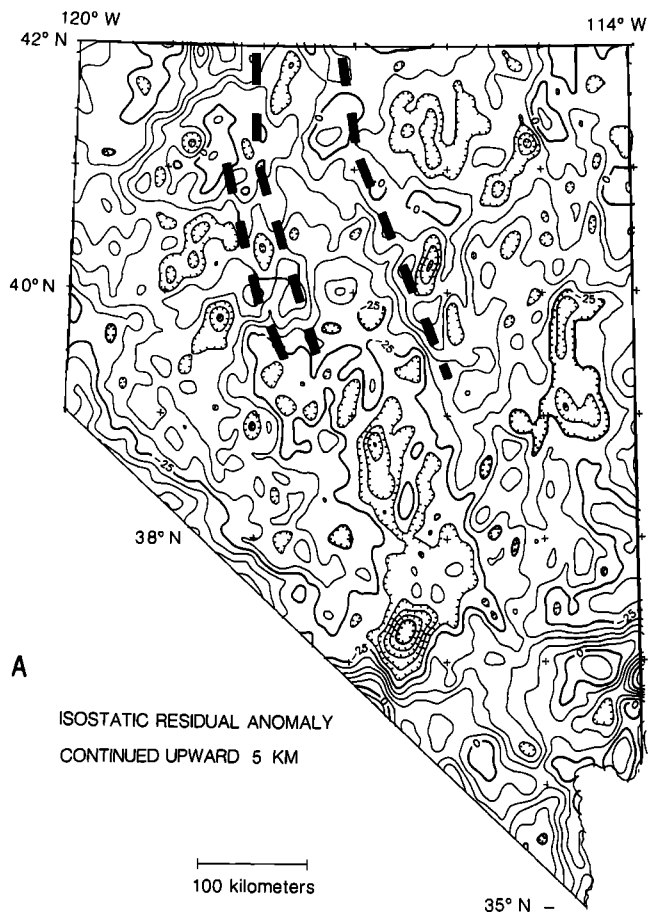 120° W
114° W
42° N
40° N
-25
-25
-25
38° N
-25
-25
-25
A
ISOSTATIC RESIDUAL ANOMALY
CONTINUED UPWARD 5 KM
100 kilometers
35° N